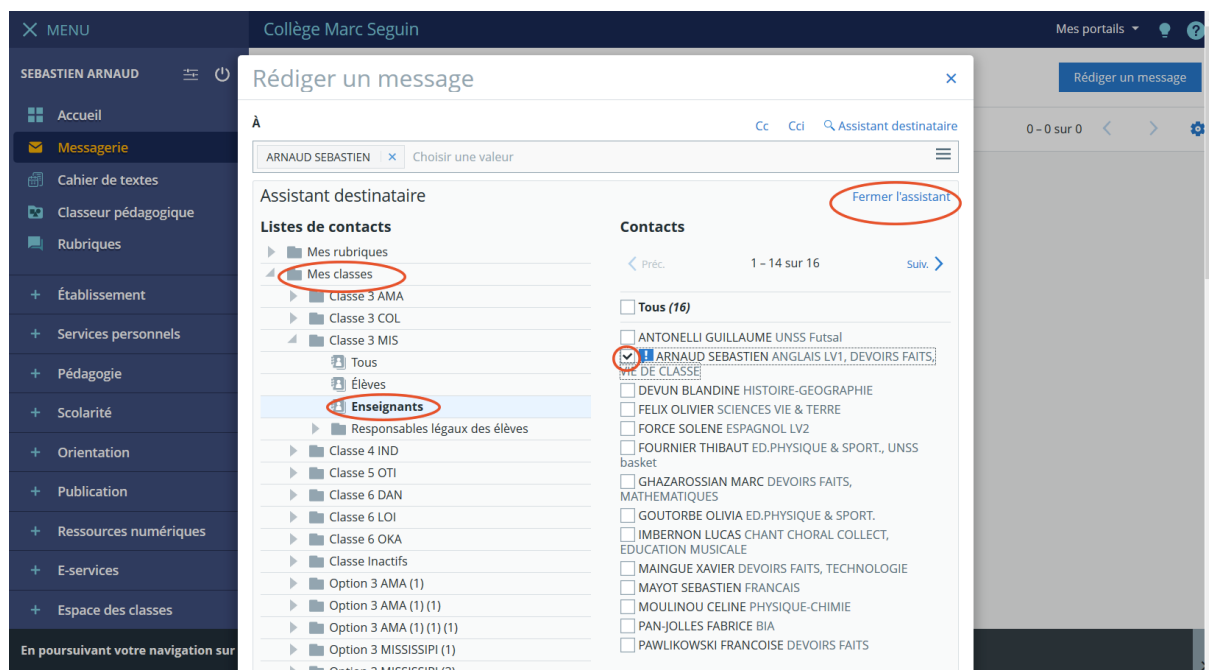 MENU
Collège Marc Seguin
Mes portails
SEBASTIEN ARNAUD
Accueil
Messagerie
Cahier de textes
Classeur pédagogique
Rubriques
+ Établissement
+ Services personnels
+ Pédagogie
+ Scolarité
+ Orientation
+ Publication
+ Ressources numériques
+ E-services
+ Espace des classes
En poursuivant votre navigation sur
Rédiger un message
0 – 0 sur 0
Rédiger un message
À
Cc Cci Assistant destinataire
ARNAUD SEBASTIEN × Choisir une valeur
Assistant destinataire
Fermer l'assistant
Listes de contacts
Mes rubriques
Mes classes
Classe 3 AMA
Classe 3 COL
Classe 3 MIS
Tous
Élèves
Enseignants
Responsables légaux des élèves
Classe 4 IND
Classe 5 OTI
Classe 6 DAN
Classe 6 LOI
Classe 6 OKA
Classe Inactifs
Option 3 AMA (1)
Option 3 AMA (1) (1)
Option 3 AMA (1) (1) (1)
Option 3 MISSISSIPI (1)
Option 3 MISSISSIPI (2)
Contacts
Préc. 1 – 14 sur 16 Suiv.
Tous (16)
ANTONELLI GUILLAUME UNSS Futsal
ARNAUD SEBASTIEN ANGLAIS LV1, DEVOIRS FAITS,
VIE DE CLASSE
DEVUN BLANDINE HISTOIRE-GEOGRAPHIE
FELIX OLIVIER SCIENCES VIE & TERRE
FORCE SOLENE ESPAGNOL LV2
FOURNIER THIBAUT ED.PHYSIQUE & SPORT., UNSS
basket
GHAZAROSSIAN MARC DEVOIRS FAITS,
MATHEMATIQUES
GOUTORBE OLIVIA ED.PHYSIQUE & SPORT.
IMBERNON LUCAS CHANT CHORAL COLLECT,
EDUCATION MUSICALE
MAINGUE XAVIER DEVOIRS FAITS, TECHNOLOGIE
MAYOT SEBASTIEN FRANCAIS
MOULINOU CELINE PHYSIQUE-CHIMIE
PAN-JOLLES FABRICE BIA
PAWLIKOWSKI FRANCOISE DEVOIRS FAITS